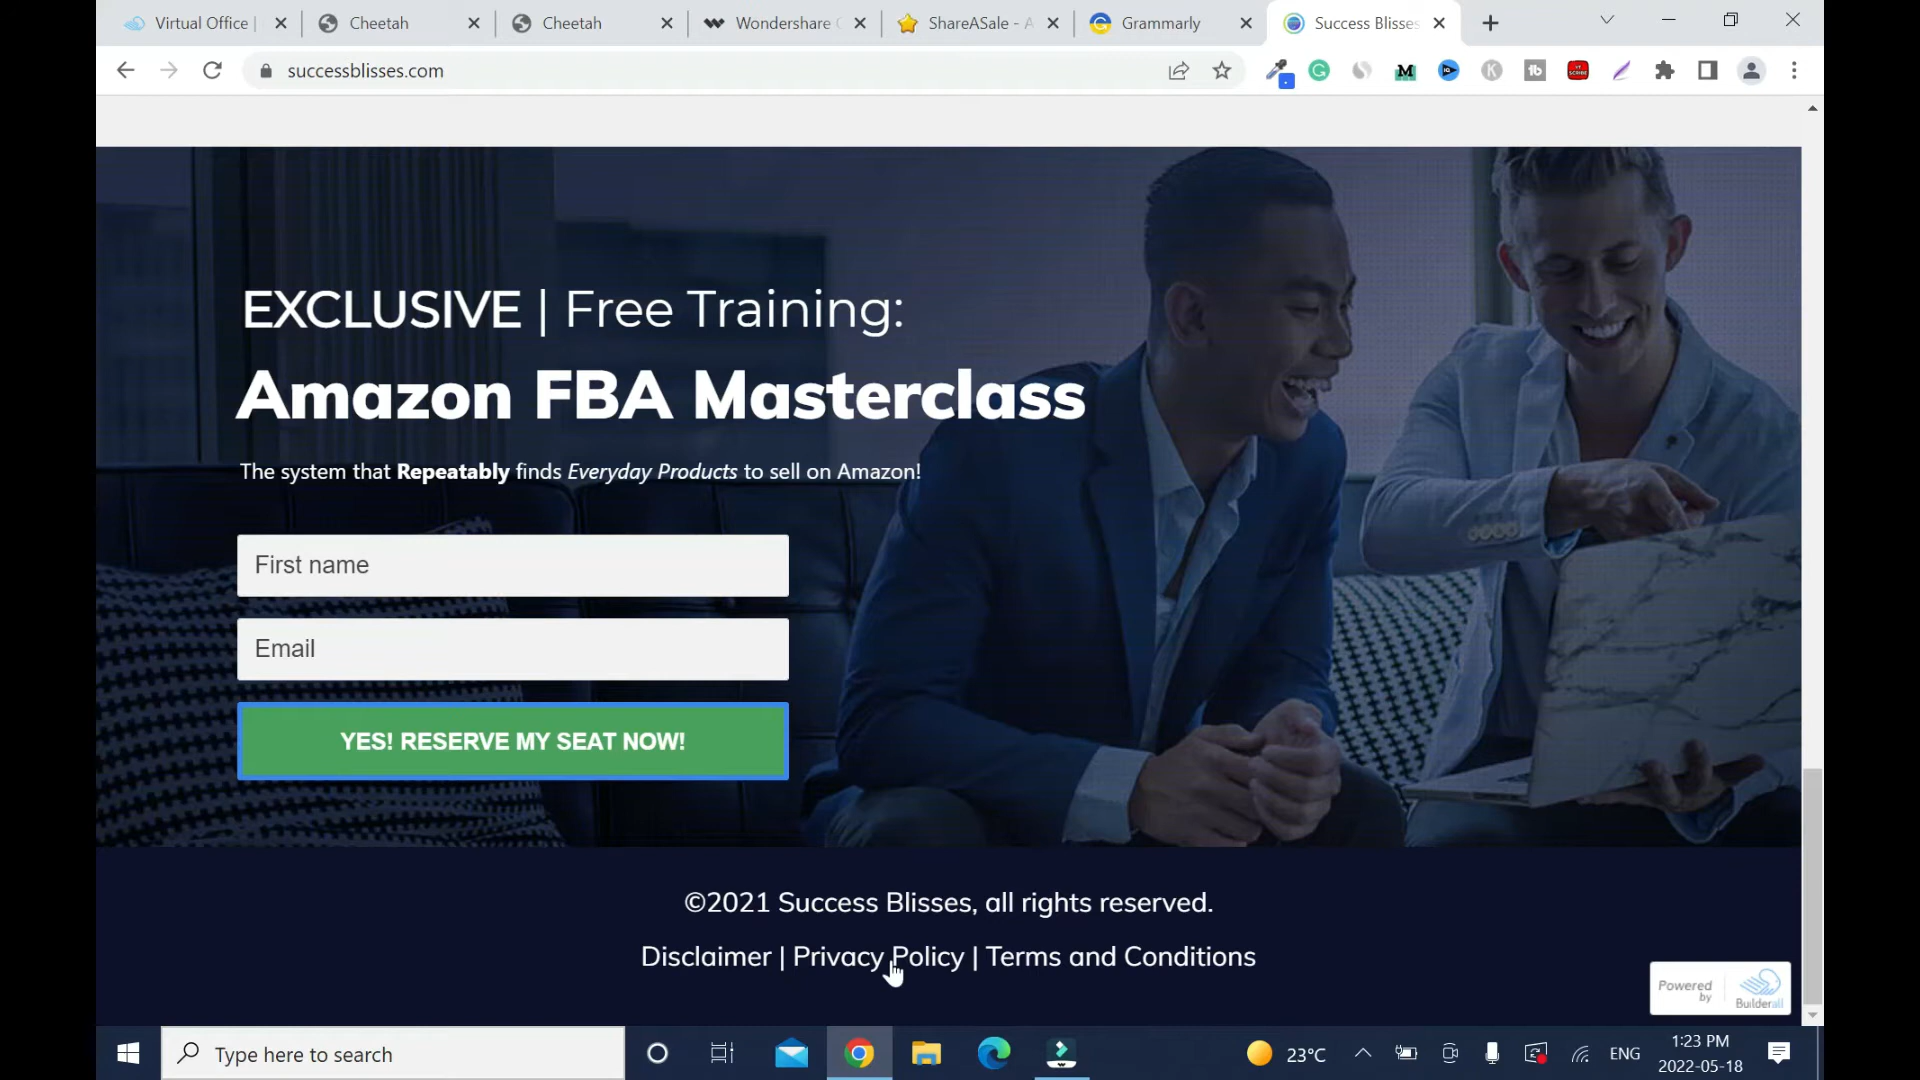 Virtual Office |
Cheetah
Cheetah
Wondershare
ShareASale - A
Grammarly
Success Blisses
successblisses.com
EXCLUSIVE | Free Training:
Amazon FBA Masterclass
The system that Repeatably finds Everyday Products to sell on Amazon!
First name
Email
YES! RESERVE MY SEAT NOW!
©2021 Success Blisses, all rights reserved.
Disclaimer | Privacy Policy | Terms and Conditions
Powered
by
Builderall
Type here to search
23°C
ENG
1:23 PM
2022-05-18